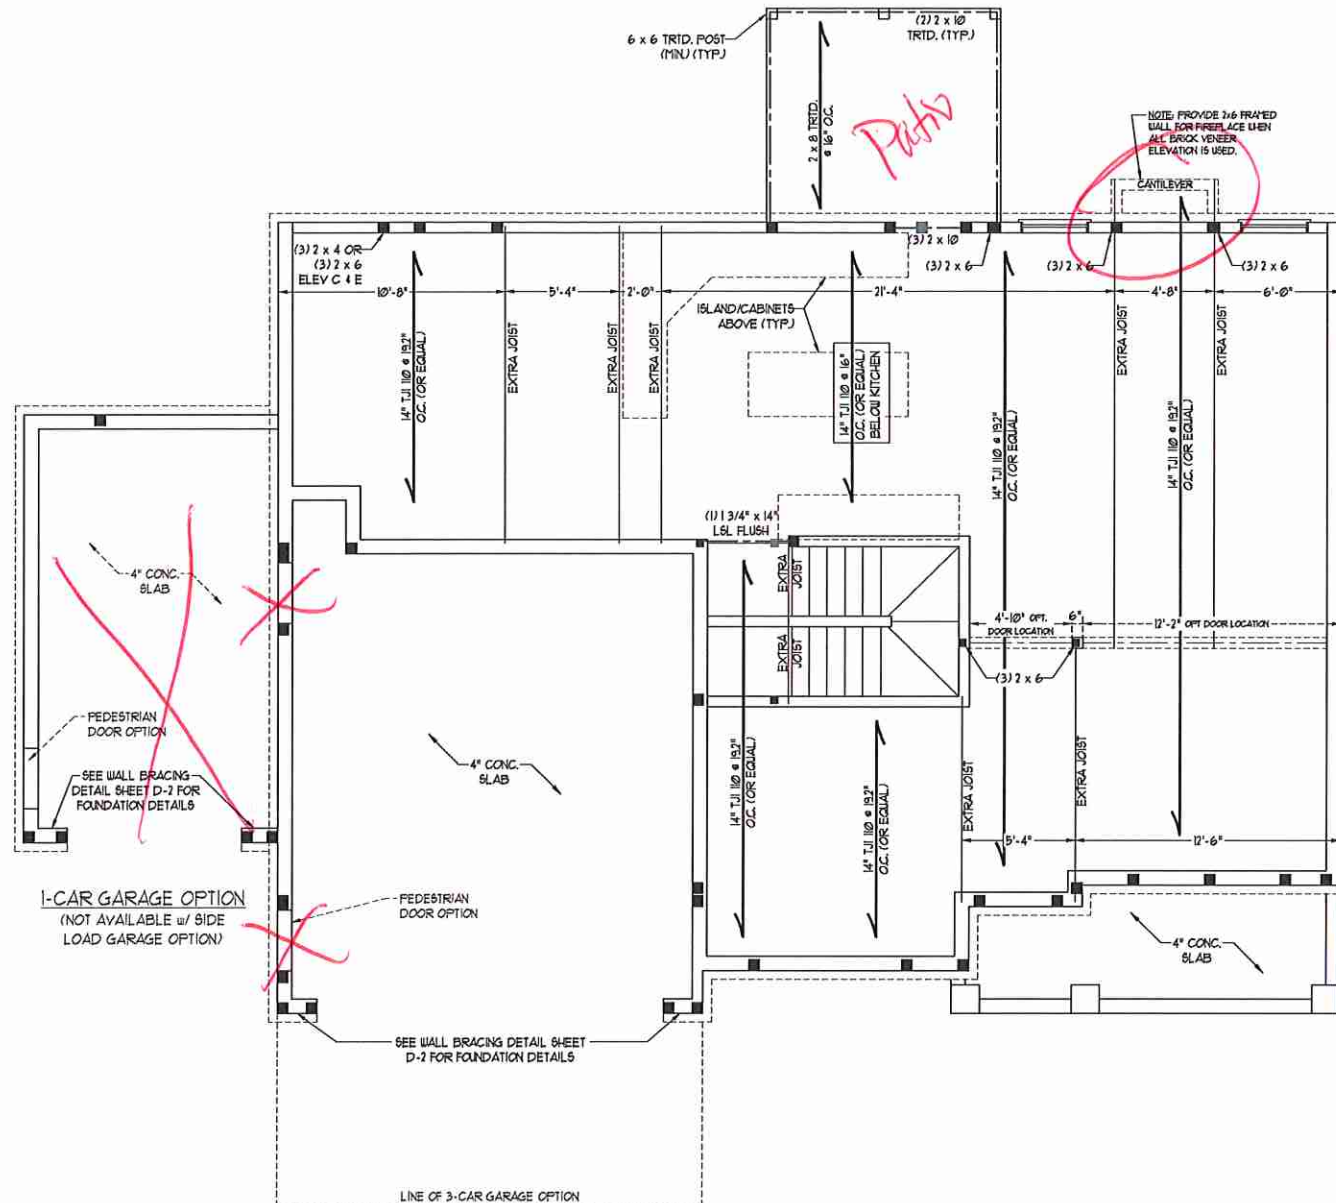 6 x 6 TRTD. POST
(MIN.) (TYP.)
(2) 2 x 10
TRTD. (TYP.)
2 x 8 TRTD.
@ 16" O.C.
Patio
NOTE: PROVIDE 2x6 FRAMED
WALL FOR FIREPLACE WHEN
ALL BRICK VENEER
ELEVATION IS USED.
CANTILEVER
(3) 2 x 4 OR
(3) 2 x 6
ELEV C & E
(3) 2 x 10
(3) 2 x 6
(3) 2 x 6
(3) 2 x 6
10'-8"
5'-4"
2'-0"
21'-4"
4'-8"
6'-0"
ISLAND/CABINETS
ABOVE (TYP.)
14" TJI 110 @ 19.2"
O.C. (OR EQUAL)
EXTRA JOIST
EXTRA JOIST
EXTRA JOIST
14" TJI 110 @ 16"
O.C. (OR EQUAL)
BELOW KITCHEN
14" TJI 110 @ 19.2"
O.C. (OR EQUAL)
EXTRA JOIST
14" TJI 110 @ 19.2"
O.C. (OR EQUAL)
EXTRA JOIST
(1) 1 3/4" x 14"
LSL FLUSH
EXTRA
JOIST
EXTRA
JOIST
4" CONC.
SLAB
4'-10" OPT.
DOOR LOCATION
6"
12'-2" OPT DOOR LOCATION
(3) 2 x 6
PEDESTRIAN
DOOR OPTION
SEE WALL BRACING
DETAIL SHEET D-2 FOR
FOUNDATION DETAILS
4" CONC.
SLAB
14" TJI 110 @ 19.2"
O.C. (OR EQUAL)
14" TJI 110 @ 19.2"
O.C. (OR EQUAL)
EXTRA JOIST
EXTRA JOIST
5'-4"
12'-6"
1-CAR GARAGE OPTION
(NOT AVAILABLE w/ SIDE
LOAD GARAGE OPTION)
PEDESTRIAN
DOOR OPTION
4" CONC.
SLAB
SEE WALL BRACING DETAIL SHEET
D-2 FOR FOUNDATION DETAILS
LINE OF 3-CAR GARAGE OPTION